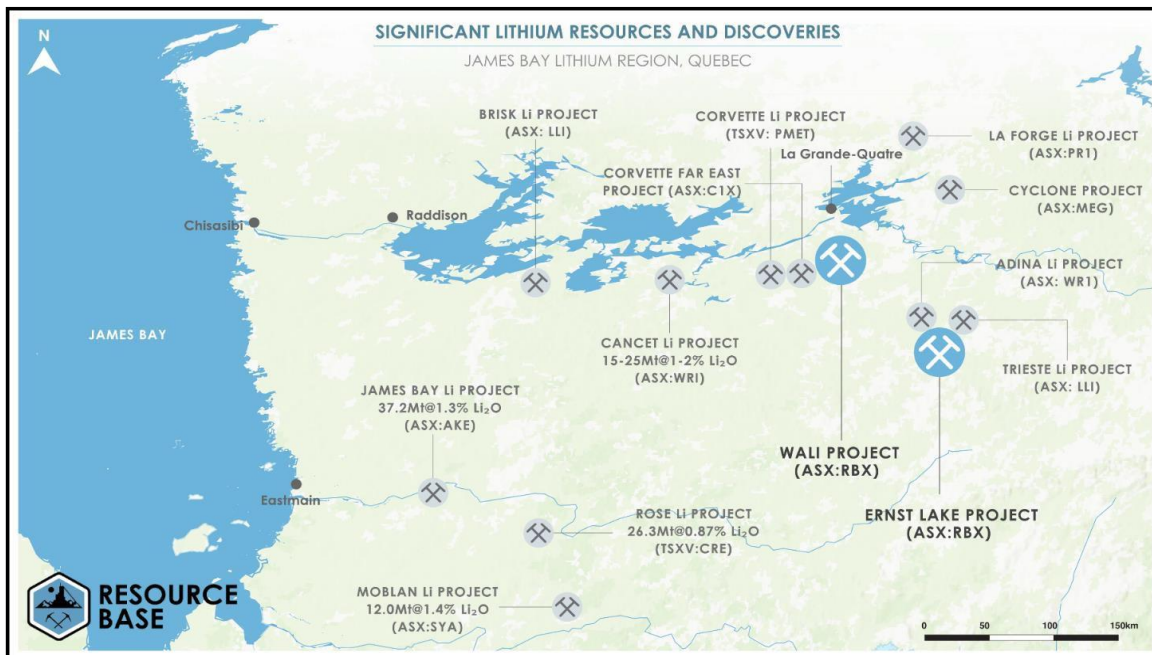 N
SIGNIFICANT LITHIUM RESOURCES AND DISCOVERIES
JAMES BAY LITHIUM REGION, QUEBEC
BRISK Li PROJECT
(ASX: LLI)
CORVETTE Li PROJECT
(TSXV: PMET)
La Grande-Quatre
LA FORGE Li PROJECT
(ASX:PR1)
CORVETTE FAR EAST
PROJECT (ASX:C1X)
CYCLONE PROJECT
(ASX:MEG)
Chisasibi
Raddison
ADINA Li PROJECT
(ASX: WR1)
JAMES BAY
CANCET Li PROJECT
15-25Mt@1-2% Li₂O
(ASX:WRI)
TRIESTE Li PROJECT
(ASX: LLI)
JAMES BAY Li PROJECT
37.2Mt@1.3% Li₂O
(ASX:AKE)
WALI PROJECT
(ASX:RBX)
Eastmain
ROSE Li PROJECT
26.3Mt@0.87% Li₂O
(TSXV:CRE)
ERNST LAKE PROJECT
(ASX:RBX)
MOBLAN Li PROJECT
12.0Mt@1.4% Li₂O
(ASX:SYA)
RESOURCE
BASE
0 50 100 150km